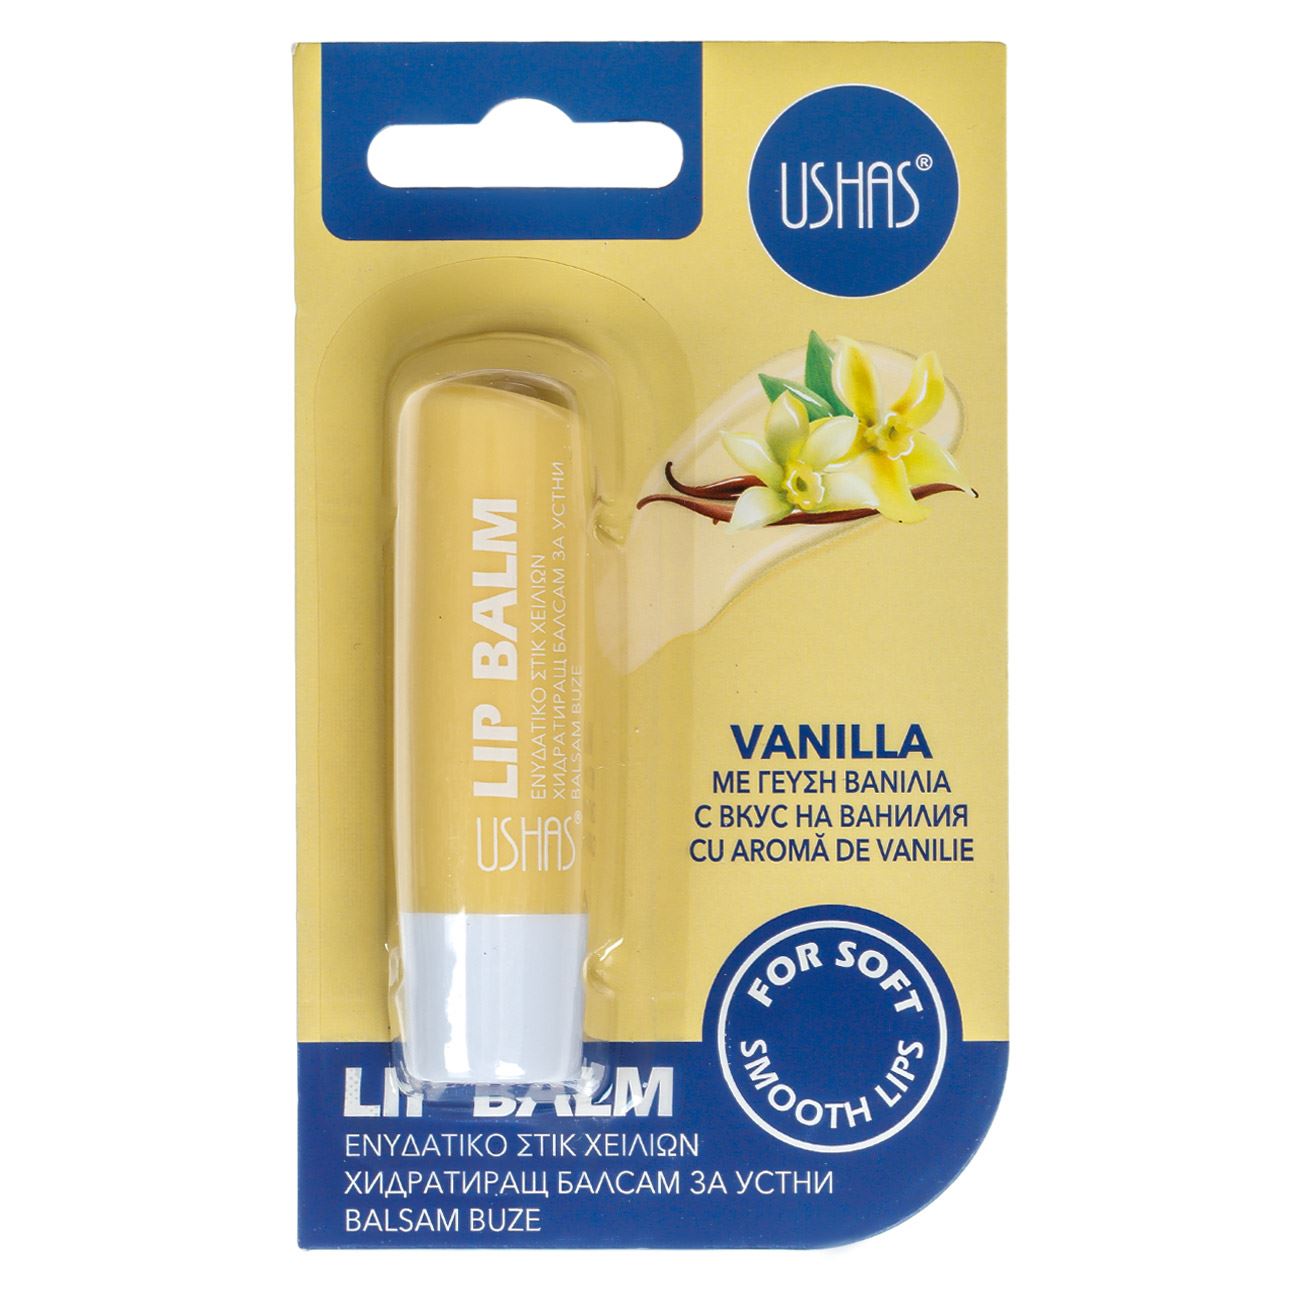 USHAS®
LIP BALM
ΕΝΥΔΑΤΙΚΟ ΣΤΙΚ ΧΕΙΛΙΩΝ
ХИДРАТИРАЩ БАЛСАМ ЗА УСТНИ
BALSAM BUZE
USHAS®
VANILLA
ΜΕ ΓΕΥΣΗ ΒΑΝΙΛΙΑ
С ВКУС НА ВАНИЛИЯ
CU AROMĂ DE VANILIE
FOR SOFT
SMOOTH LIPS
LIP BALM
ΕΝΥΔΑΤΙΚΟ ΣΤΙΚ ΧΕΙΛΙΩΝ
ХИДРАТИРАЩ БАЛСАМ ЗА УСТНИ
BALSAM BUZE